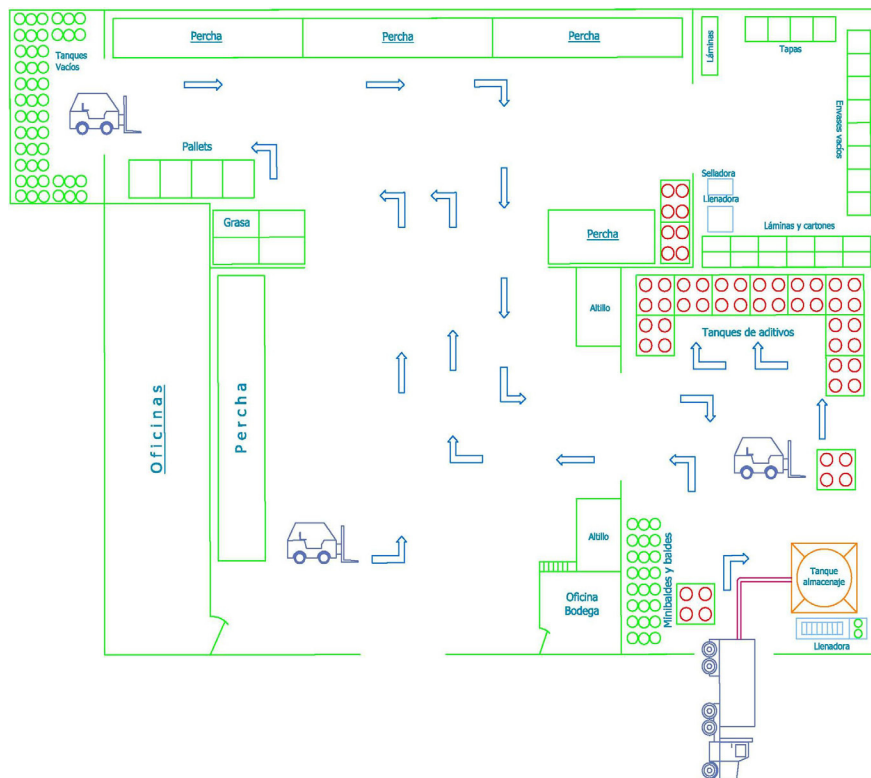 Percha
Percha
Percha
Láminas
Tapas
Tanques
Vacíos
Envases vacíos
Pallets
Selladora
Llenadora
Grasa
Percha
Láminas y cartones
Altillo
Tanques de aditivos
Oficinas
Percha
Altillo
Minibaldes y baldes
Tanque
almacenaje
Oficina
Bodega
Llenadora